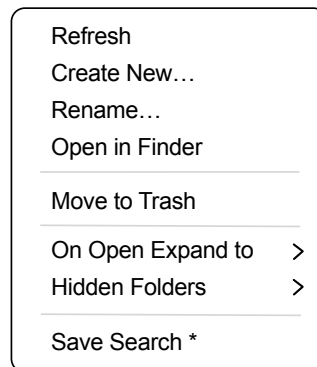 Refresh
Create New…
Rename…
Open in Finder
Move to Trash
On Open Expand to >
Hidden Folders >
Save Search *